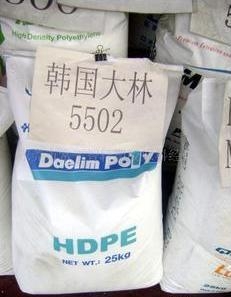 High Density Polyethylene
韩国大林
5502
Daelim POLY
HDPE
NET WT.: 25kg